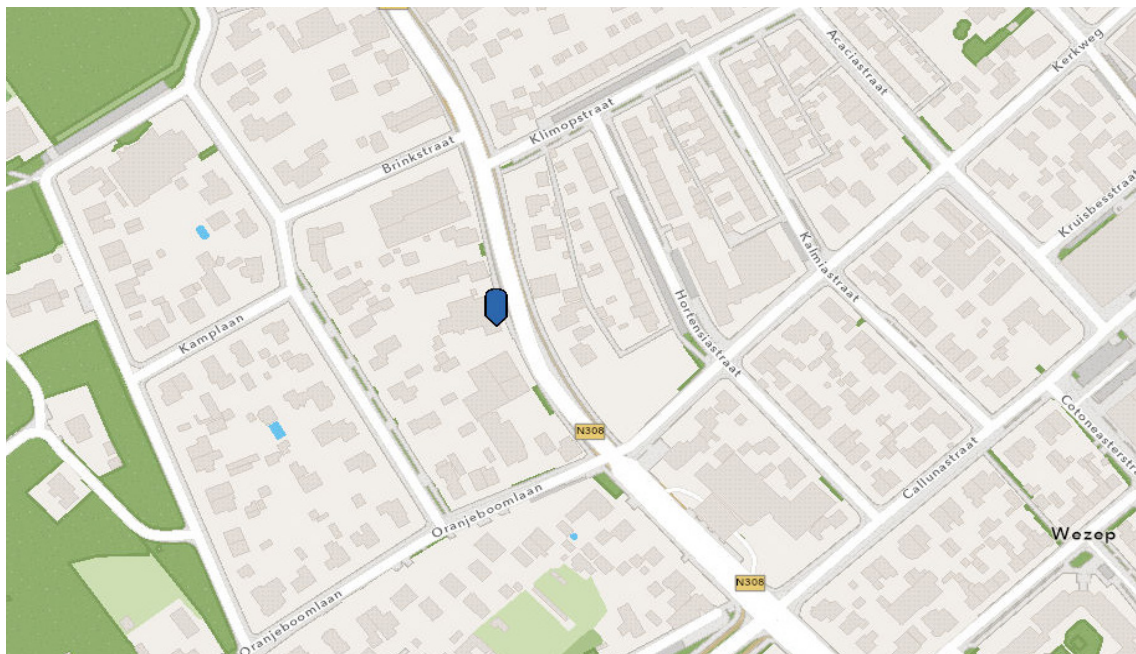 Acaciastraat
Kerkweg
Klimopstraat
Brinkstraat
Kruisbesstraat
Kalmiastraat
Hortensiastraat
Kamplaan
N308
Cotoneasterstr
Callunastraat
Oranjeboomlaan
Wezep
N308
Oranjeboomlaan